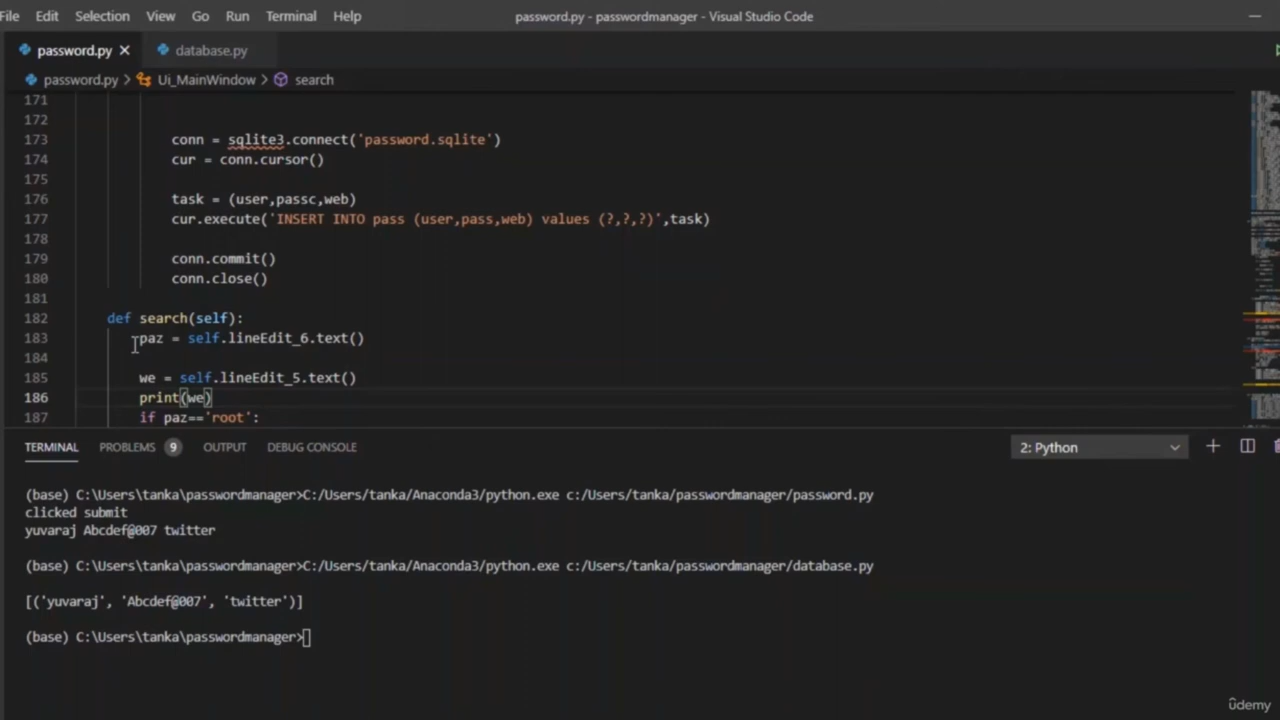 File Edit Selection View Go Run Terminal Help password.py - passwordmanager - Visual Studio Code
password.py database.py
password.py > Ui_MainWindow > search
171
172
173 conn = sqlite3.connect('password.sqlite')
174 cur = conn.cursor()
175
176 task = (user,passc,web)
177 cur.execute('INSERT INTO pass (user,pass,web) values (?,?,?)',task)
178
179 conn.commit()
180 conn.close()
181
182 def search(self):
183 paz = self.lineEdit_6.text()
184
185 we = self.lineEdit_5.text()
186 print(we)
187 if paz=='root':
TERMINAL PROBLEMS 9 OUTPUT DEBUG CONSOLE 2: Python
(base) C:\Users\tanka\passwordmanager>C:/Users/tanka/Anaconda3/python.exe c:/Users/tanka/passwordmanager/password.py
clicked submit
yuvaraj Abcdef@007 twitter
(base) C:\Users\tanka\passwordmanager>C:/Users/tanka/Anaconda3/python.exe c:/Users/tanka/passwordmanager/database.py
[('yuvaraj', 'Abcdef@007', 'twitter')]
(base) C:\Users\tanka\passwordmanager>
ûdemy